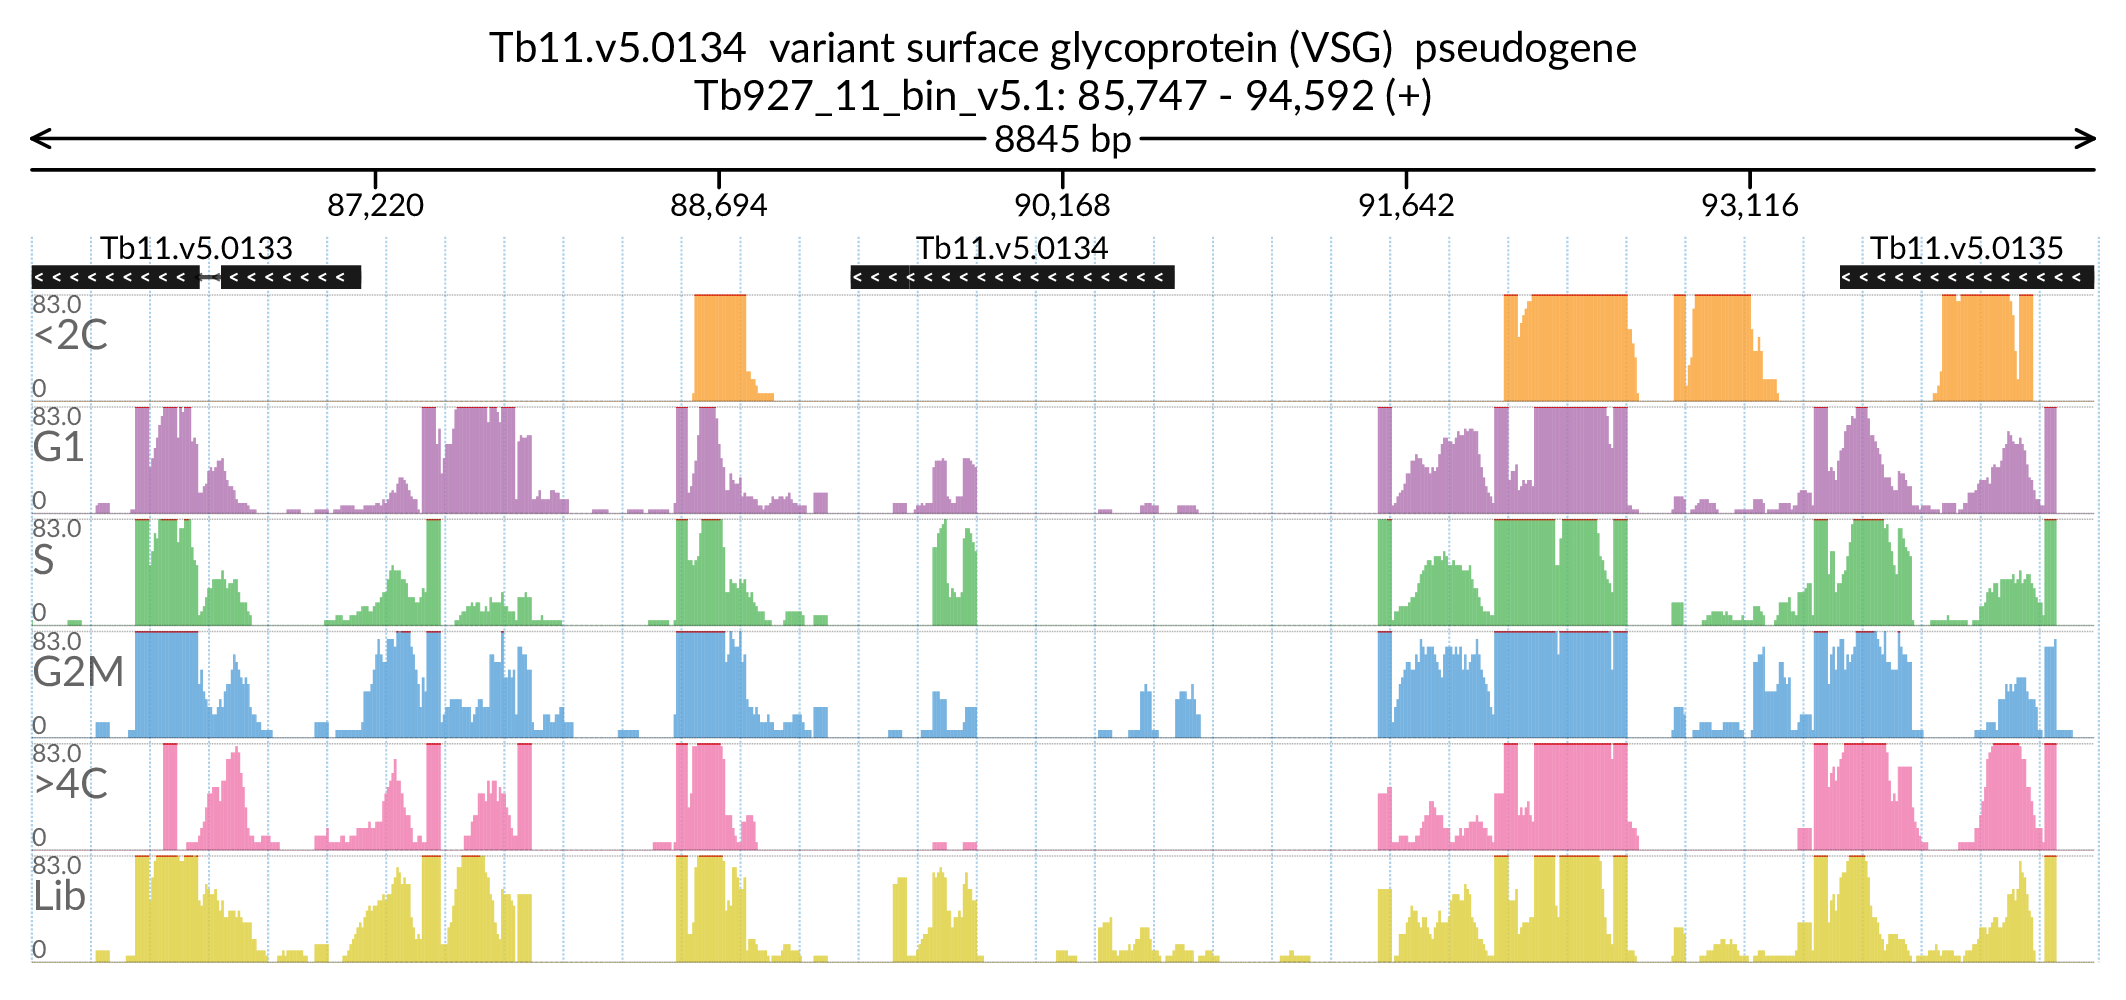 Tb11.v5.0134 variant surface glycoprotein (VSG) pseudogene
Tb927_11_bin_v5.1: 85,747 - 94,592 (+)
8845 bp
87,220 88,694 90,168 91,642 93,116
Tb11.v5.0133 Tb11.v5.0134 Tb11.v5.0135
83.0
<2C
0
83.0
G1
0
83.0
S
0
83.0
G2M
0
83.0
>4C
0
83.0
Lib
0